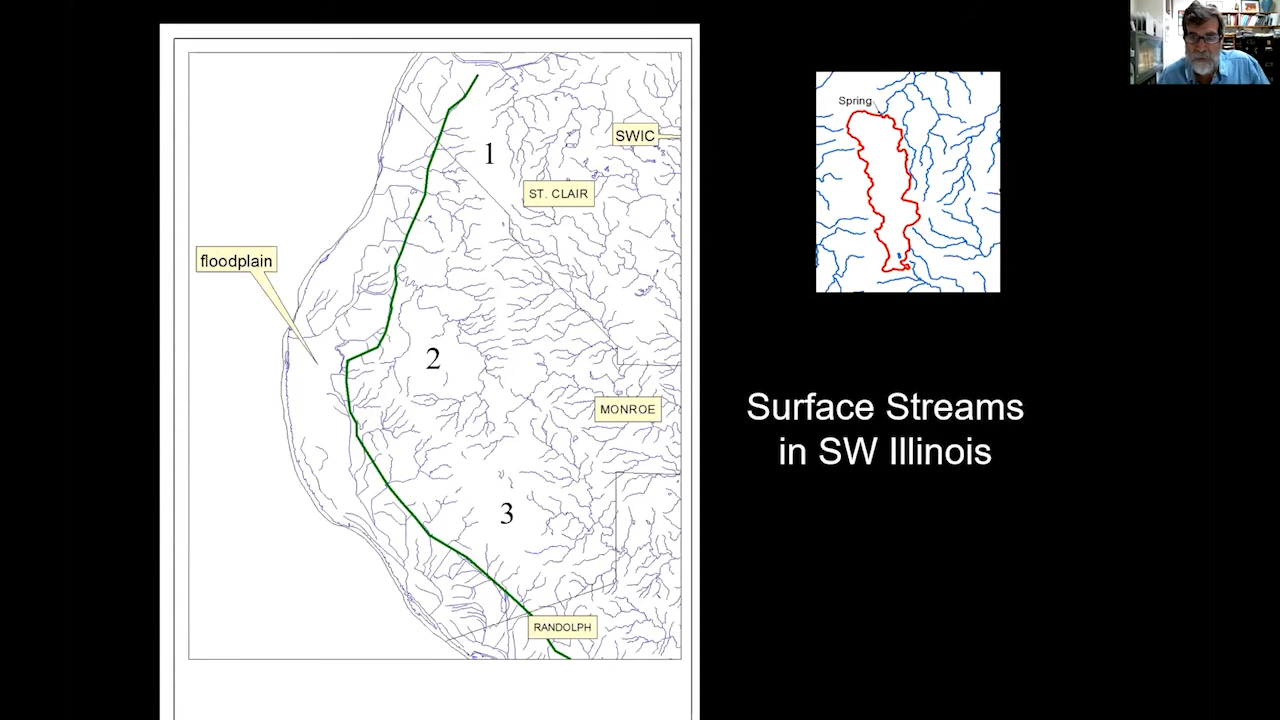 SWIC
1
ST. CLAIR
floodplain
2
MONROE
3
RANDOLPH
Spring
Surface Streams
in SW Illinois